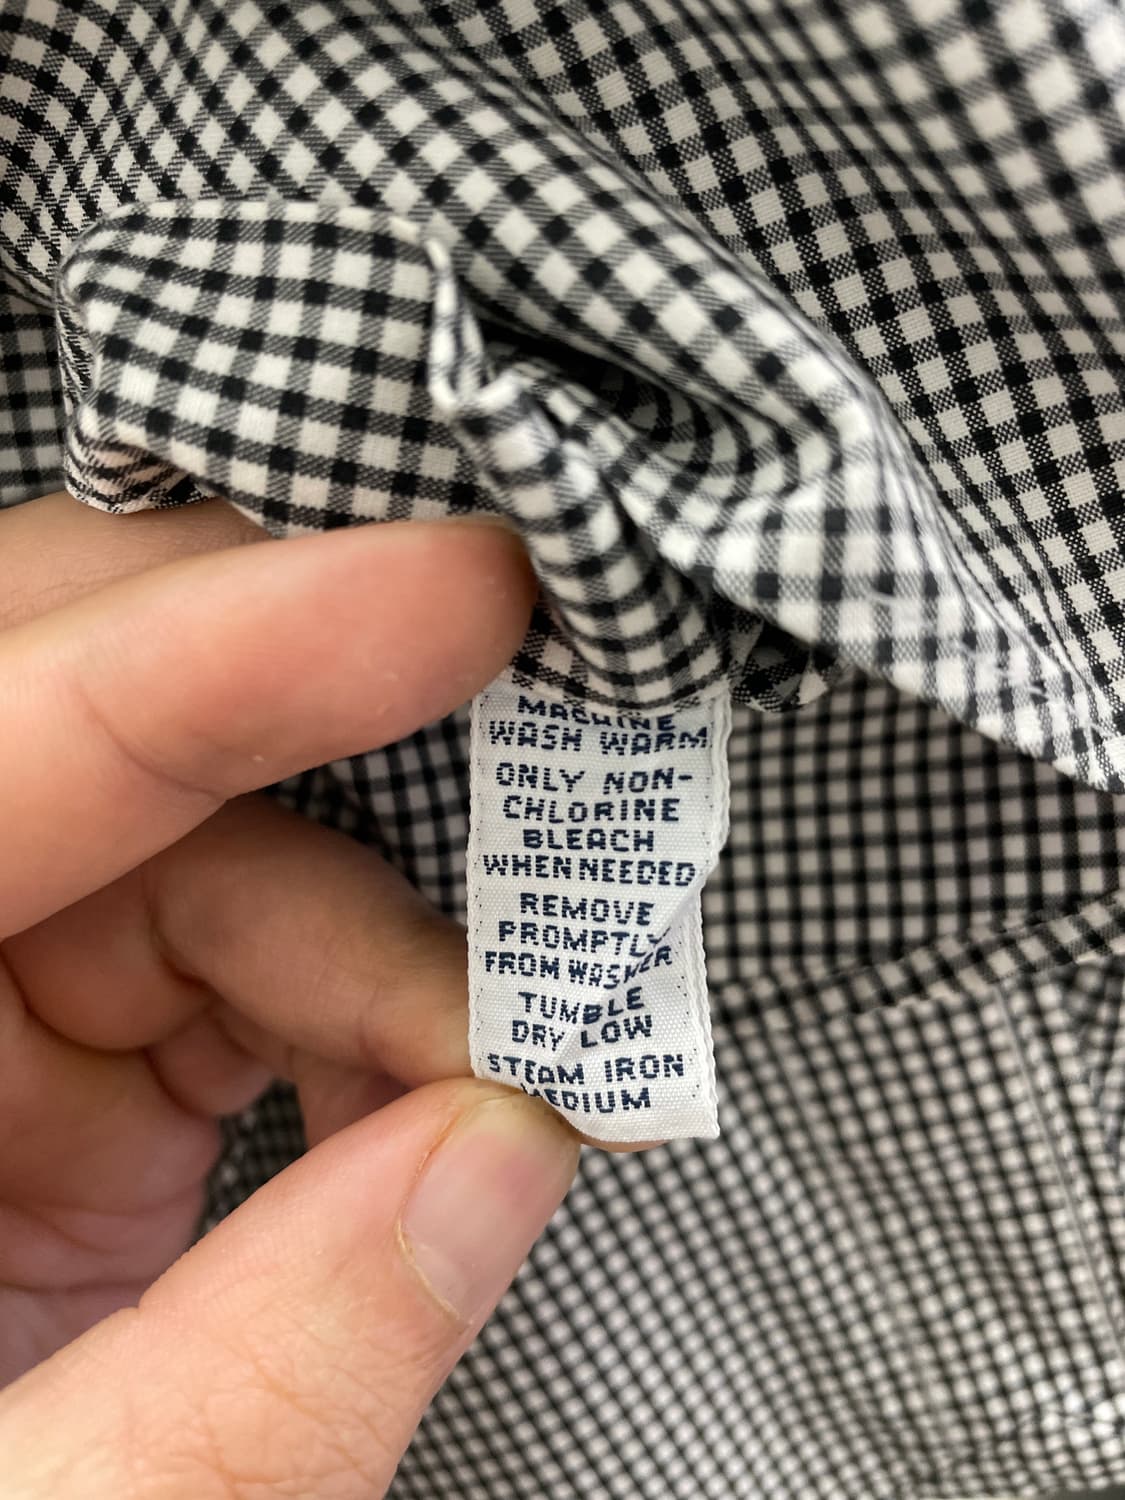 MACHINE
WASH WARM
ONLY NON-
CHLORINE
BLEACH
WHEN NEEDED
REMOVE
PROMPTLY
FROM WASHER
TUMBLE
DRY LOW
STEAM IRON
MEDIUM